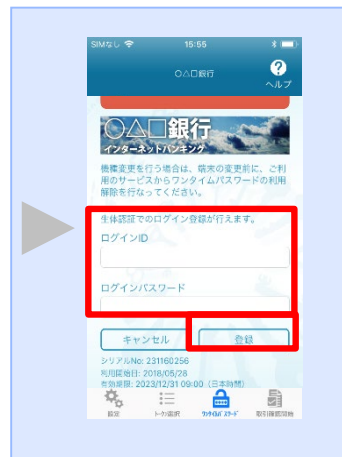 SIMなし 15:55
○△□銀行
?
ヘルプ
○△□銀行
インターネットバンキング
機種変更を行う場合は、端末の変更前に、ご利
用のサービスからワンタイムパスワードの利用
解除を行なってください。
生体認証でのログイン登録が行えます。
ログインID
ログインパスワード
キャンセル 登録
シリアルNo: 231160256
利用開始日: 2018/05/28
有効期限: 2023/12/31 09:00（日本時間）
設定 トークン選択 ワンタイムパスワード 取引確認開始